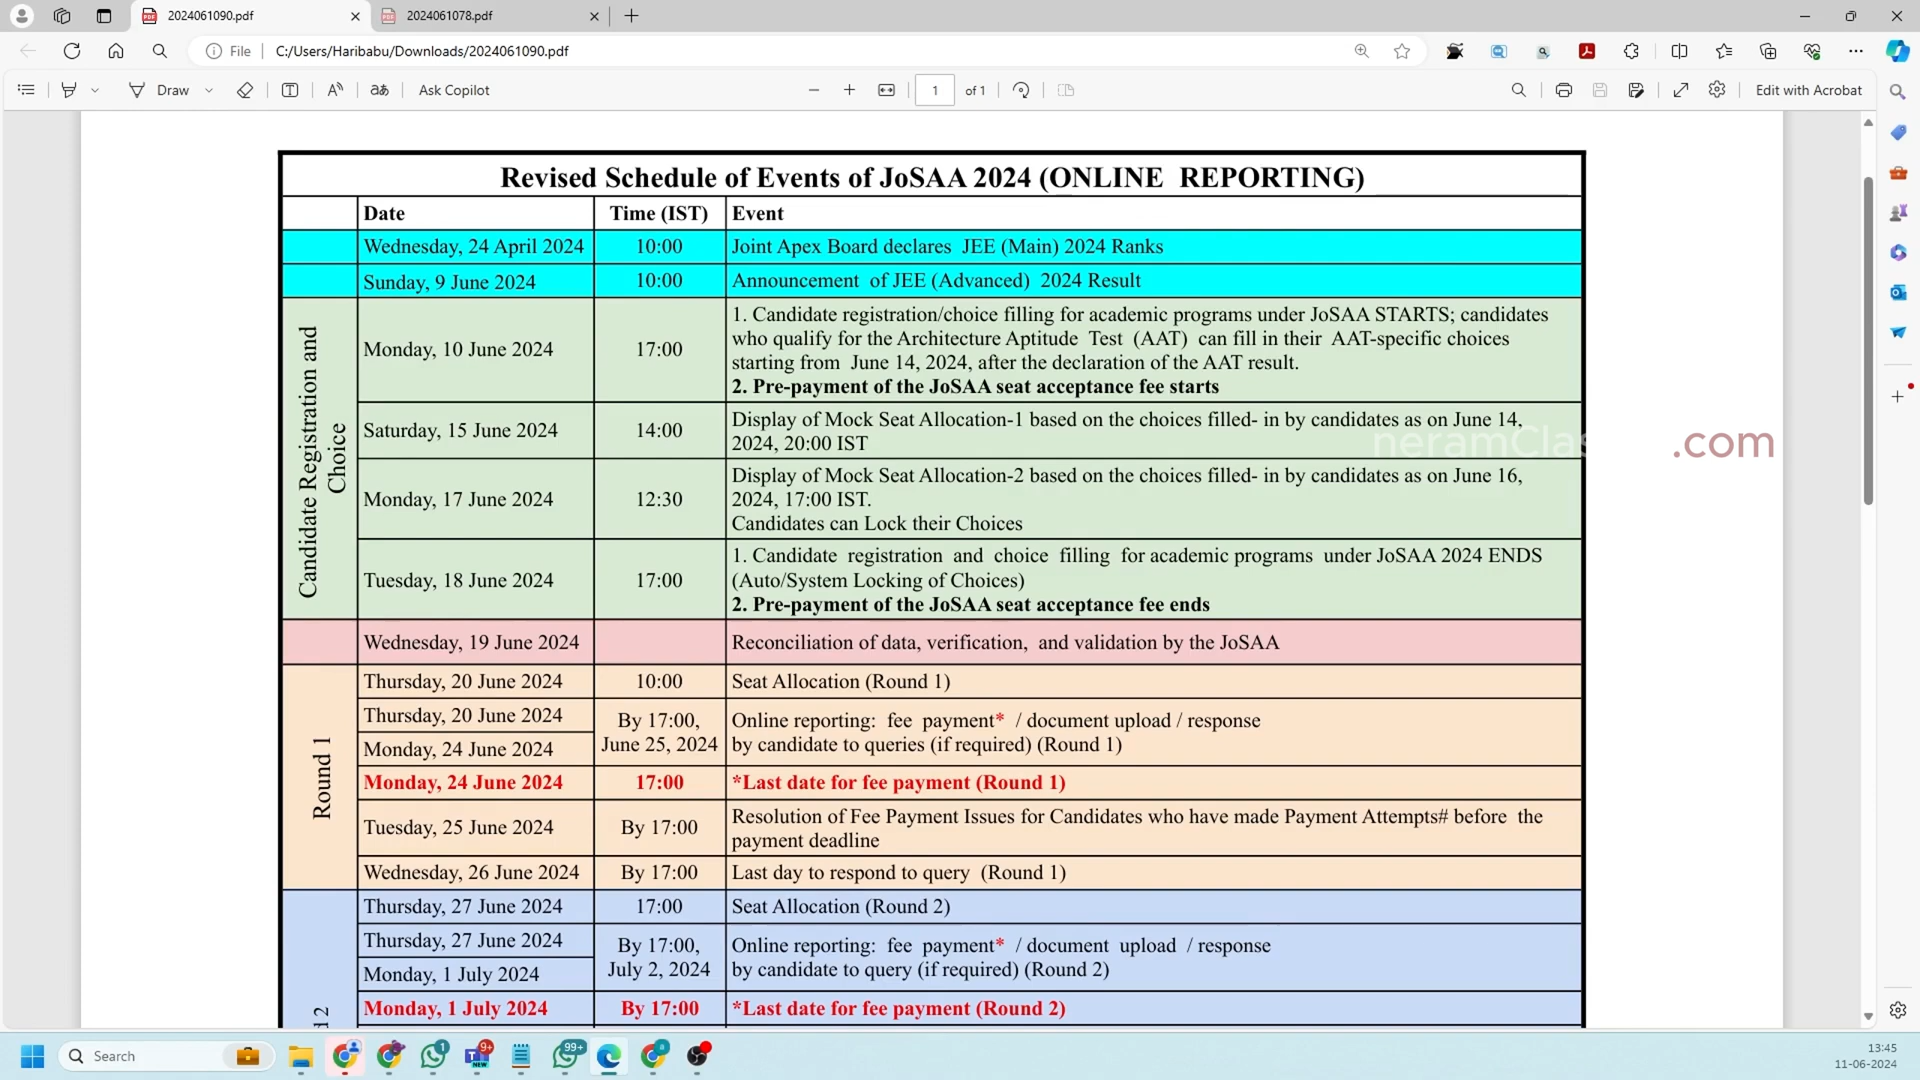 2024061090.pdf
2024061078.pdf
File
C:/Users/Haribabu/Downloads/2024061090.pdf
Draw
Ask Copilot
1 of 1
Edit with Acrobat
Revised Schedule of Events of JoSAA 2024 (ONLINE REPORTING)
Date Time (IST) Event
Wednesday, 24 April 2024 10:00 Joint Apex Board declares JEE (Main) 2024 Ranks
Sunday, 9 June 2024 10:00 Announcement of JEE (Advanced) 2024 Result
Candidate Registration and
Choice
Monday, 10 June 2024 17:00
1. Candidate registration/choice filling for academic programs under JoSAA STARTS; candidates
who qualify for the Architecture Aptitude Test (AAT) can fill in their AAT-specific choices
starting from June 14, 2024, after the declaration of the AAT result.
2. Pre-payment of the JoSAA seat acceptance fee starts
Saturday, 15 June 2024 14:00
Display of Mock Seat Allocation-1 based on the choices filled- in by candidates as on June 14,
2024, 20:00 IST
.com
Monday, 17 June 2024 12:30
Display of Mock Seat Allocation-2 based on the choices filled- in by candidates as on June 16,
2024, 17:00 IST.
Candidates can Lock their Choices
Tuesday, 18 June 2024 17:00
1. Candidate registration and choice filling for academic programs under JoSAA 2024 ENDS
(Auto/System Locking of Choices)
2. Pre-payment of the JoSAA seat acceptance fee ends
Wednesday, 19 June 2024 Reconciliation of data, verification, and validation by the JoSAA
Round 1
Thursday, 20 June 2024 10:00 Seat Allocation (Round 1)
Thursday, 20 June 2024
Monday, 24 June 2024
By 17:00,
June 25, 2024
Online reporting: fee payment* / document upload / response
by candidate to queries (if required) (Round 1)
Monday, 24 June 2024 17:00 *Last date for fee payment (Round 1)
Tuesday, 25 June 2024 By 17:00
Resolution of Fee Payment Issues for Candidates who have made Payment Attempts# before the
payment deadline
Wednesday, 26 June 2024 By 17:00 Last day to respond to query (Round 1)
d 2
Thursday, 27 June 2024 17:00 Seat Allocation (Round 2)
Thursday, 27 June 2024
Monday, 1 July 2024
By 17:00,
July 2, 2024
Online reporting: fee payment* / document upload / response
by candidate to query (if required) (Round 2)
Monday, 1 July 2024 By 17:00 *Last date for fee payment (Round 2)
Search
1
9+
NEW
99+
13:45
11-06-2024